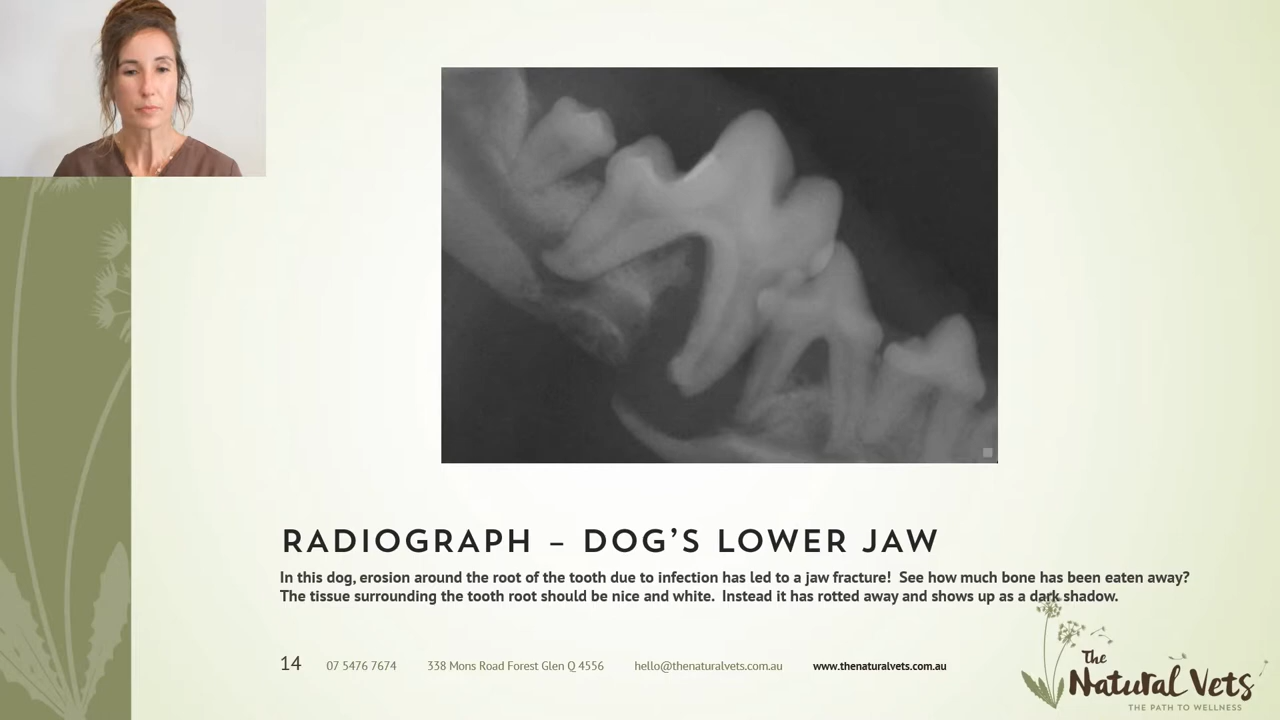 RADIOGRAPH – DOG'S LOWER JAW
In this dog, erosion around the root of the tooth due to infection has led to a jaw fracture!  See how much bone has been eaten away?
The tissue surrounding the tooth root should be nice and white.  Instead it has rotted away and shows up as a dark shadow.
14 07 5476 7674 338 Mons Road Forest Glen Q 4556 hello@thenaturalvets.com.au www.thenaturalvets.com.au
The
Natural Vets
THE PATH TO WELLNESS